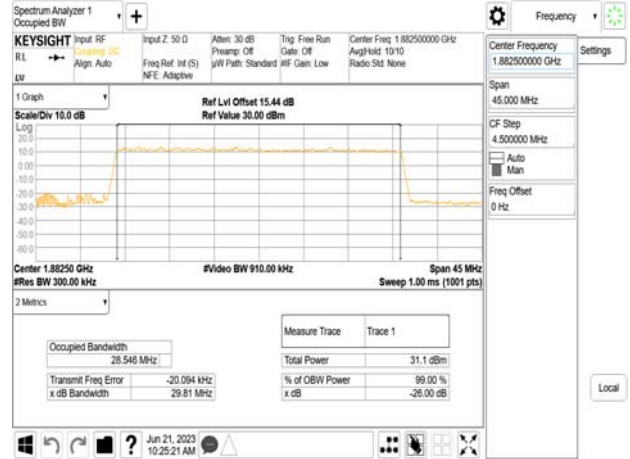 Spectrum Analyzer 1
Occupied BW
Frequency
KEYSIGHT
RL
Input: RF
Coupling: DC
Align: Auto
Input Z: 50 Ω
Freq Ref: Int (S)
NFE: Adaptive
Atten: 30 dB
Preamp: Off
µW Path: Standard
Trig: Free Run
Gate: Off
#IF Gain: Low
Center Freq: 1.882500000 GHz
Avg|Hold: 10/10
Radio Std: None
Center Frequency
1.882500000 GHz
Settings
Span
45.000 MHz
CF Step
4.500000 MHz
Auto
Man
Freq Offset
0 Hz
Local
1 Graph
Scale/Div 10.0 dB
Ref Lvl Offset 15.44 dB
Ref Value 30.00 dBm
Log
20.0
10.0
0.00
-10.0
-20.0
-30.0
-40.0
-50.0
-60.0
Center 1.88250 GHz
#Video BW 910.00 kHz
Span 45 MHz
#Res BW 300.00 kHz
Sweep 1.00 ms (1001 pts)
2 Metrics
Measure Trace Trace 1
Occupied Bandwidth
28.546 MHz
Total Power 31.1 dBm
Transmit Freq Error -20.094 kHz
% of OBW Power 99.00 %
x dB Bandwidth 29.81 MHz
x dB -26.00 dB
?
Jun 21, 2023
10:25:21 AM